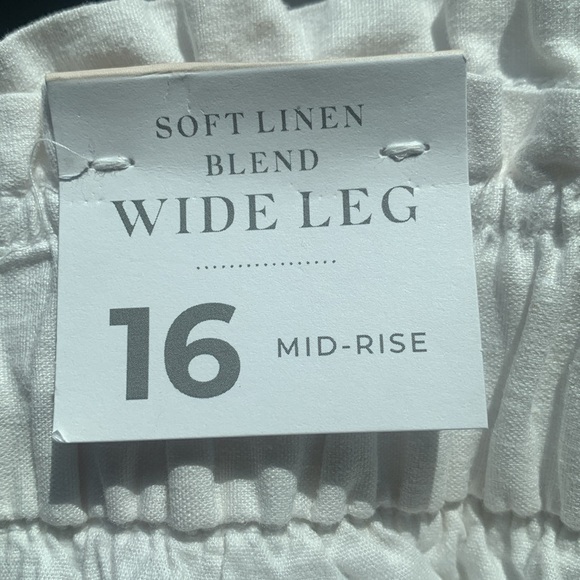 SOFT LINEN
BLEND
WIDE LEG
16 MID-RISE